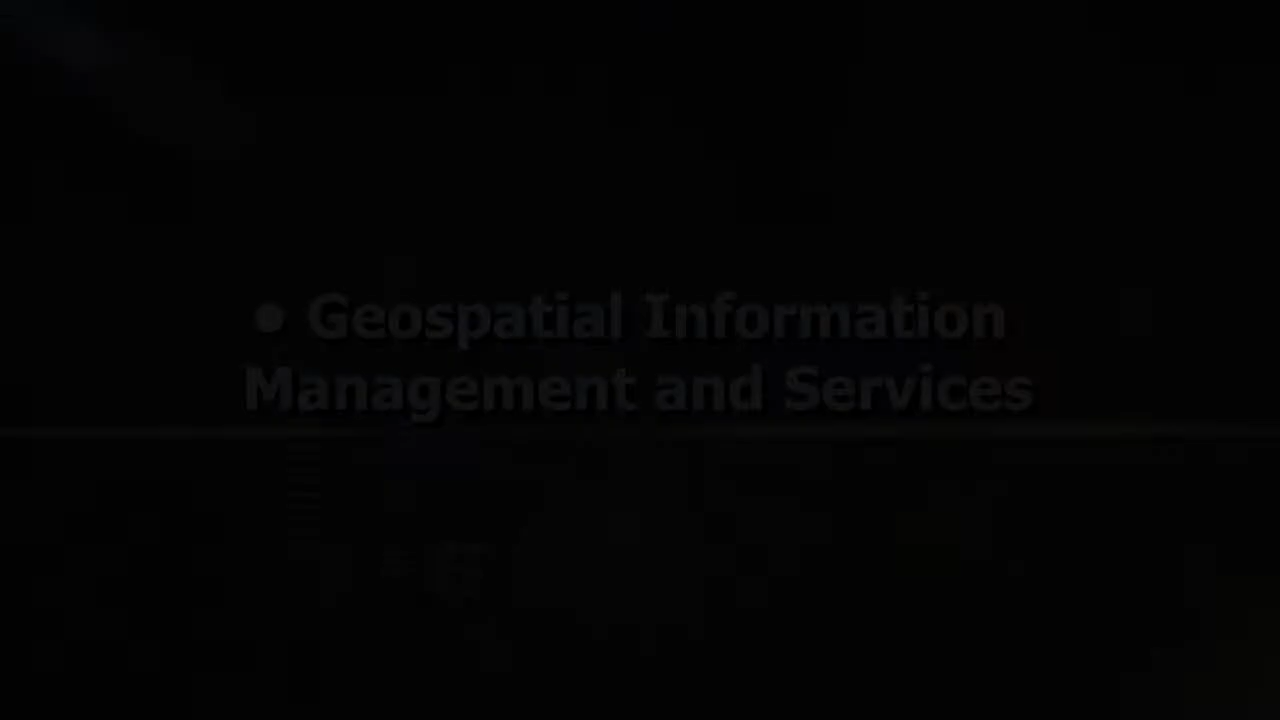 • Geospatial Information
Management and Services